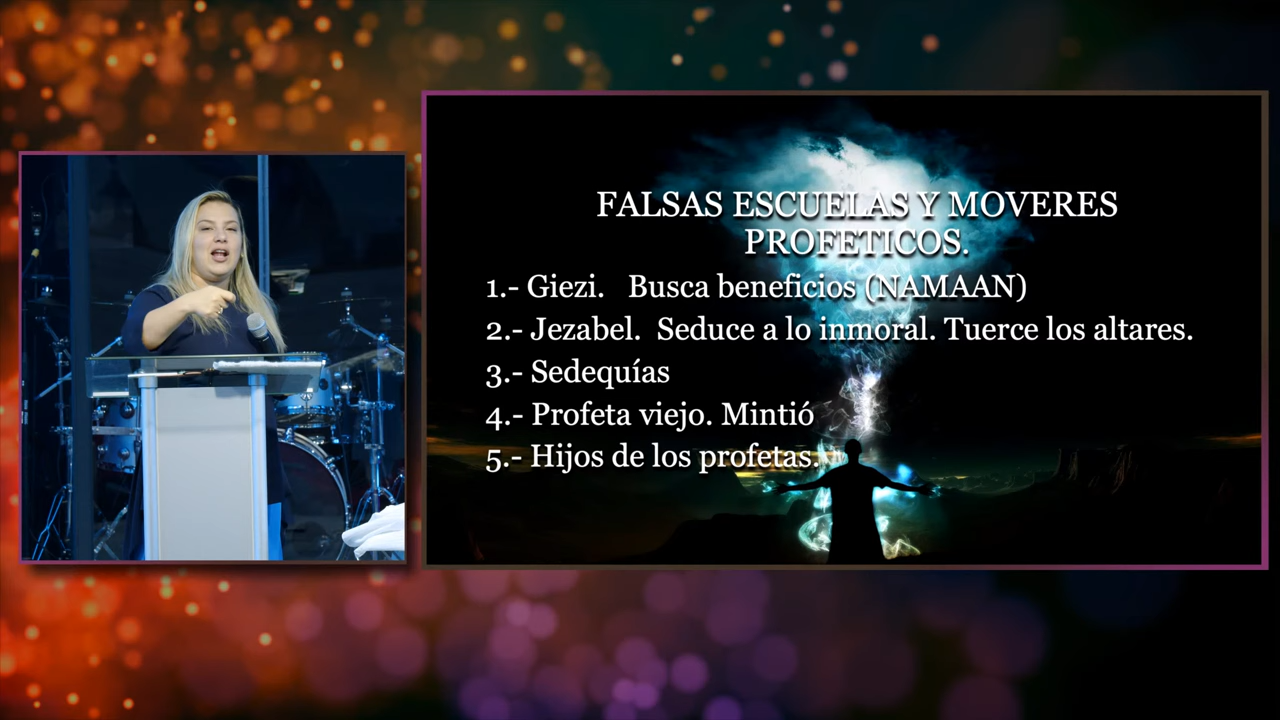 FALSAS ESCUELAS Y MOVERES
PROFETICOS.
1.- Giezi.   Busca beneficios (NAMAAN)
2.- Jezabel.  Seduce a lo inmoral. Tuerce los altares.
3.- Sedequías
4.- Profeta viejo. Mintió
5.- Hijos de los profetas.